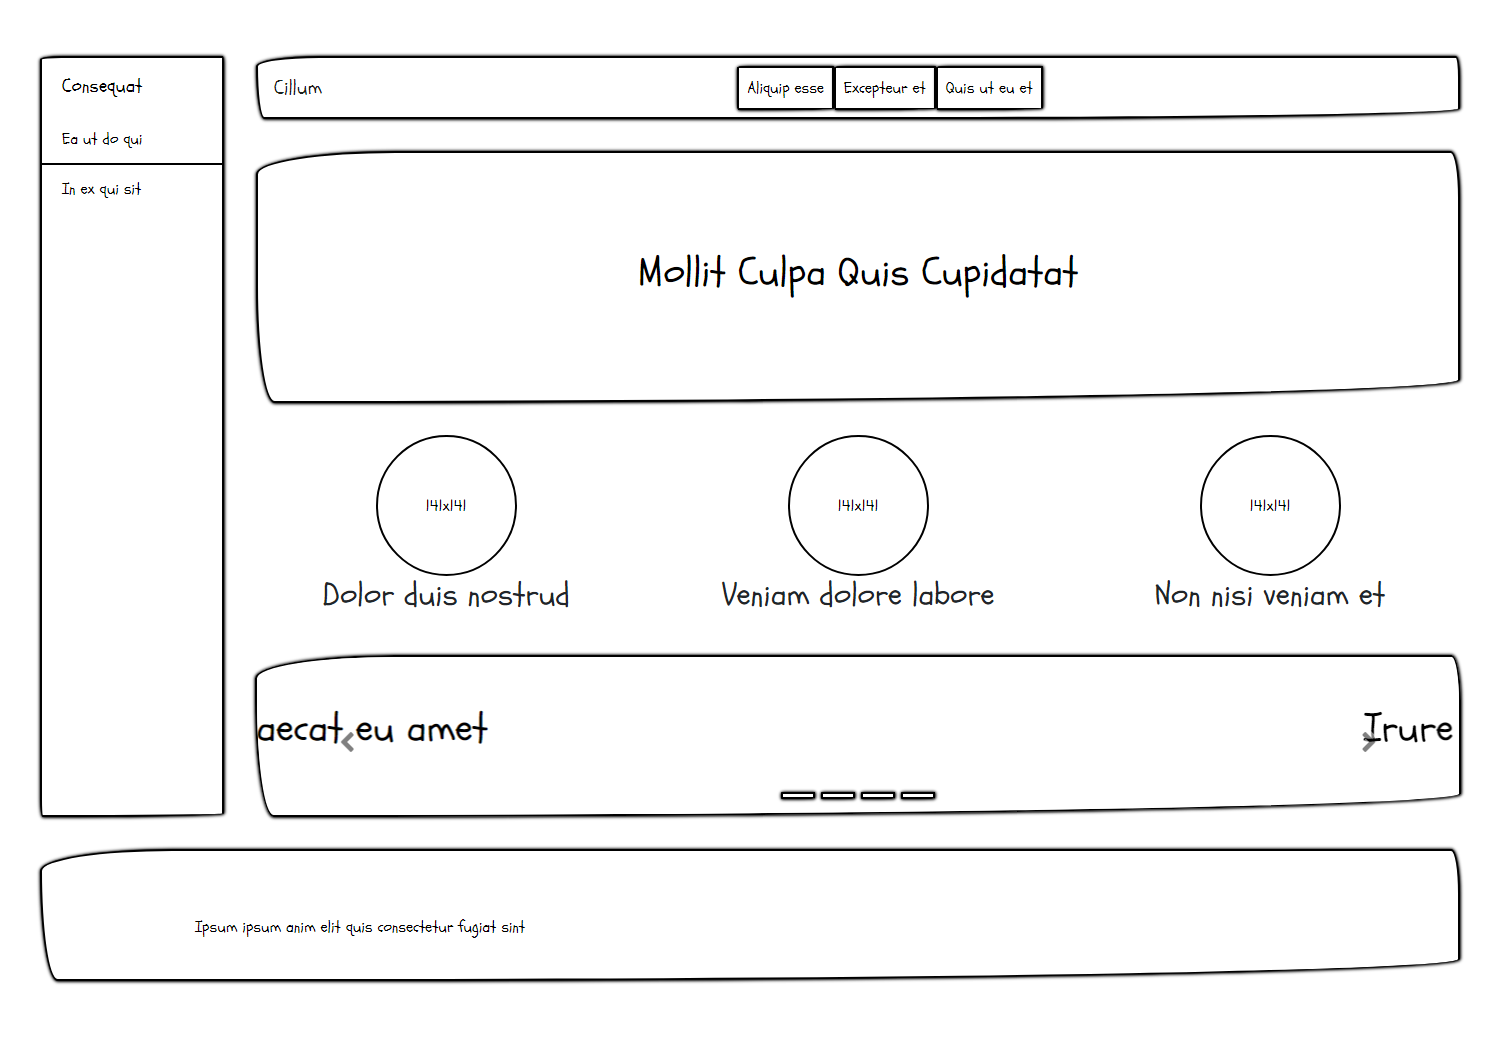 Consequat
Ea ut do qui
In ex qui sit
Cillum
Aliquip esse
Excepteur et
Quis ut eu et
Mollit Culpa Quis Cupidatat
141x141
141x141
141x141
Dolor duis nostrud
Veniam dolore labore
Non nisi veniam et
aecat eu amet
Irure
Ipsum ipsum anim elit quis consectetur fugiat sint